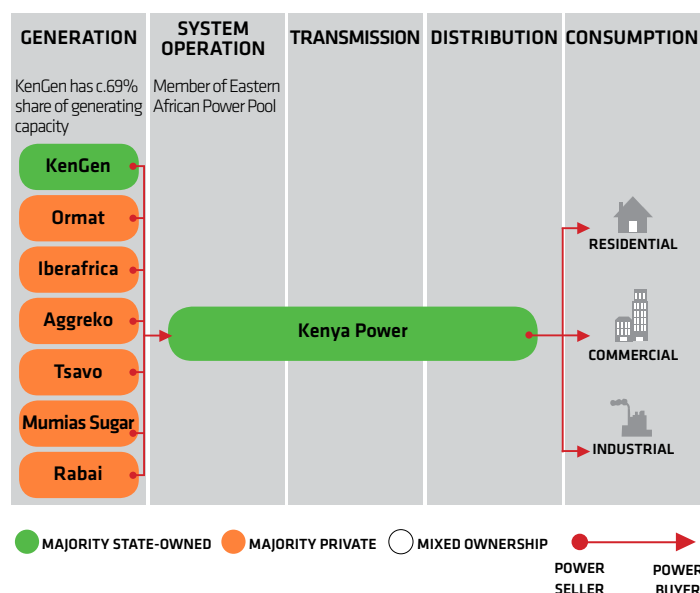 GENERATION
SYSTEM
OPERATION
TRANSMISSION
DISTRIBUTION
CONSUMPTION
KenGen has c.69%
share of generating
capacity
Member of Eastern
African Power Pool
KenGen
Ormat
Iberafrica
Aggreko
Tsavo
Mumias Sugar
Rabai
Kenya Power
RESIDENTIAL
COMMERCIAL
INDUSTRIAL
MAJORITY STATE-OWNED
MAJORITY PRIVATE
MIXED OWNERSHIP
POWER
SELLER
POWER
BUYER